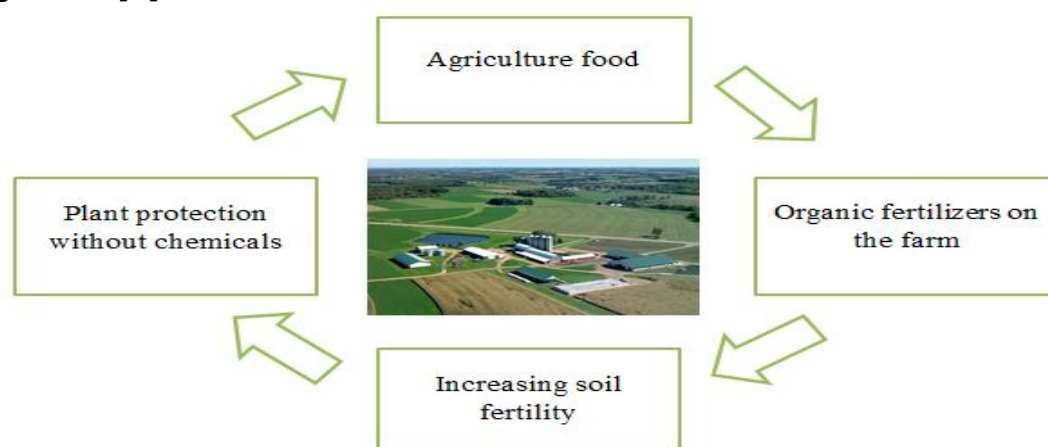 Agriculture food
Organic fertilizers on
the farm
Increasing soil
fertility
Plant protection
without chemicals